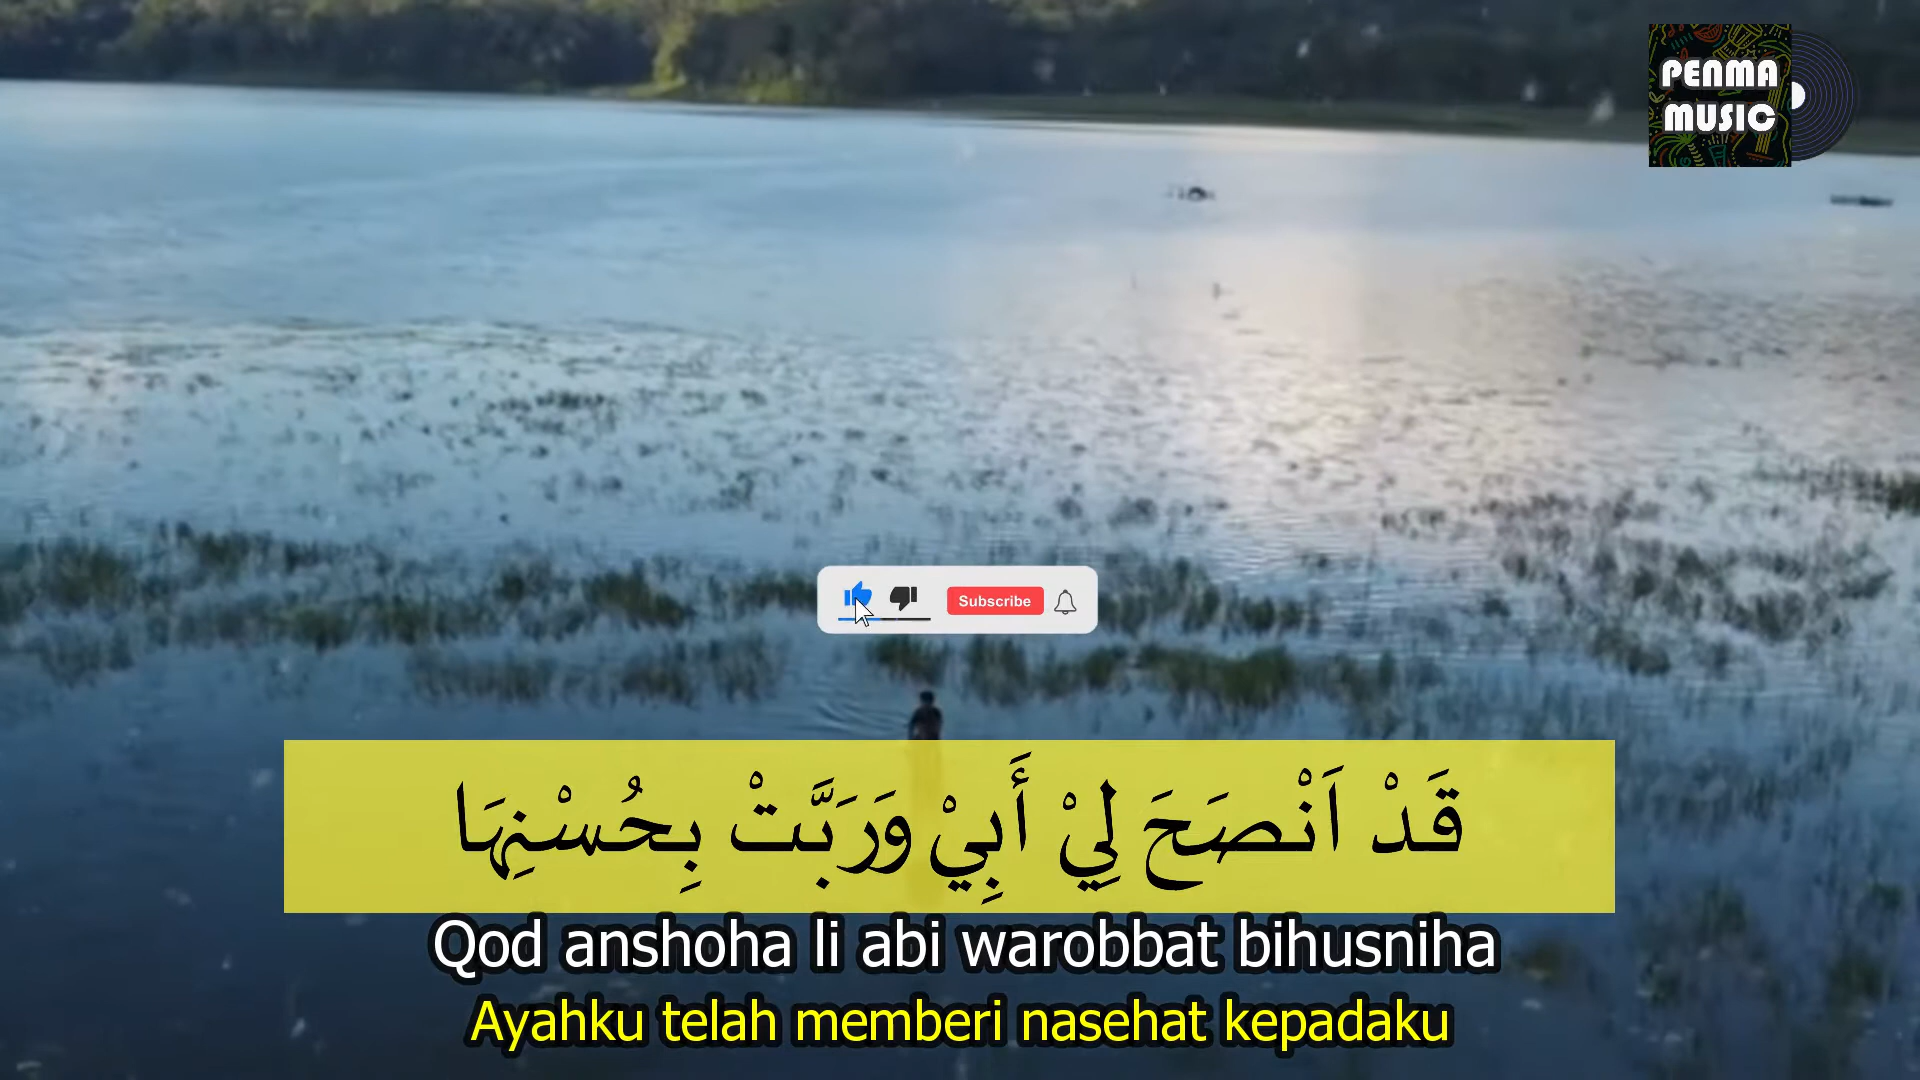 PENMA
MUSIC
Subscribe
قَدْ اَنْصَحَ لِيْ أَبِيْ وَرَبَّتْ بِحُسْنِهَا
Qod anshoha li abi warobbat bihusniha
Ayahku telah memberi nasehat kepadaku